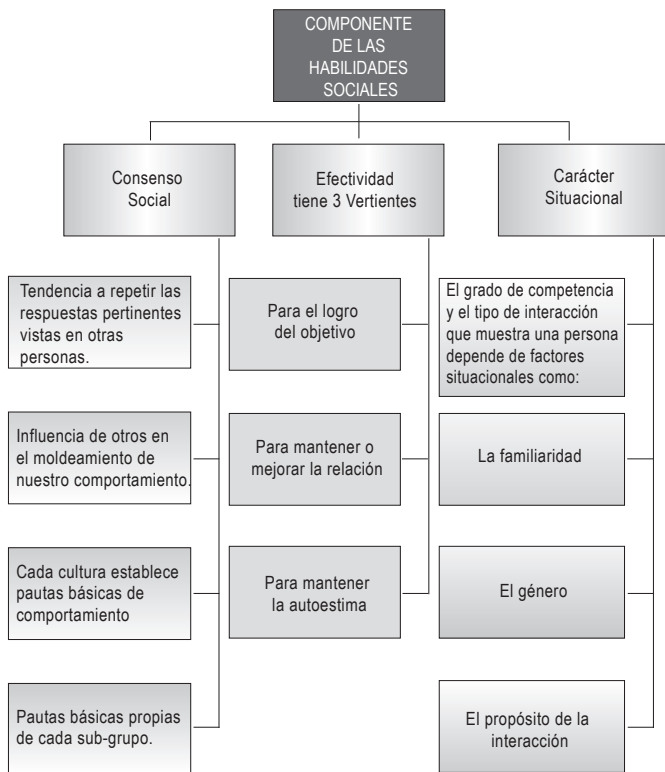 COMPONENTE
DE LAS
HABILIDADES
SOCIALES
Consenso
Social
Efectividad
tiene 3 Vertientes
Carácter
Situacional
Tendencia a repetir las
respuestas pertinentes
vistas en otras
personas.
Influencia de otros en
el moldeamiento de
nuestro comportamiento.
Cada cultura establece
pautas básicas de
comportamiento
Pautas básicas propias
de cada sub-grupo.
Para el logro
del objetivo
Para mantener o
mejorar la relación
Para mantener
la autoestima
El grado de competencia
y el tipo de interacción
que muestra una persona
depende de factores
situacionales como:
La familiaridad
El género
El propósito de la
interacción